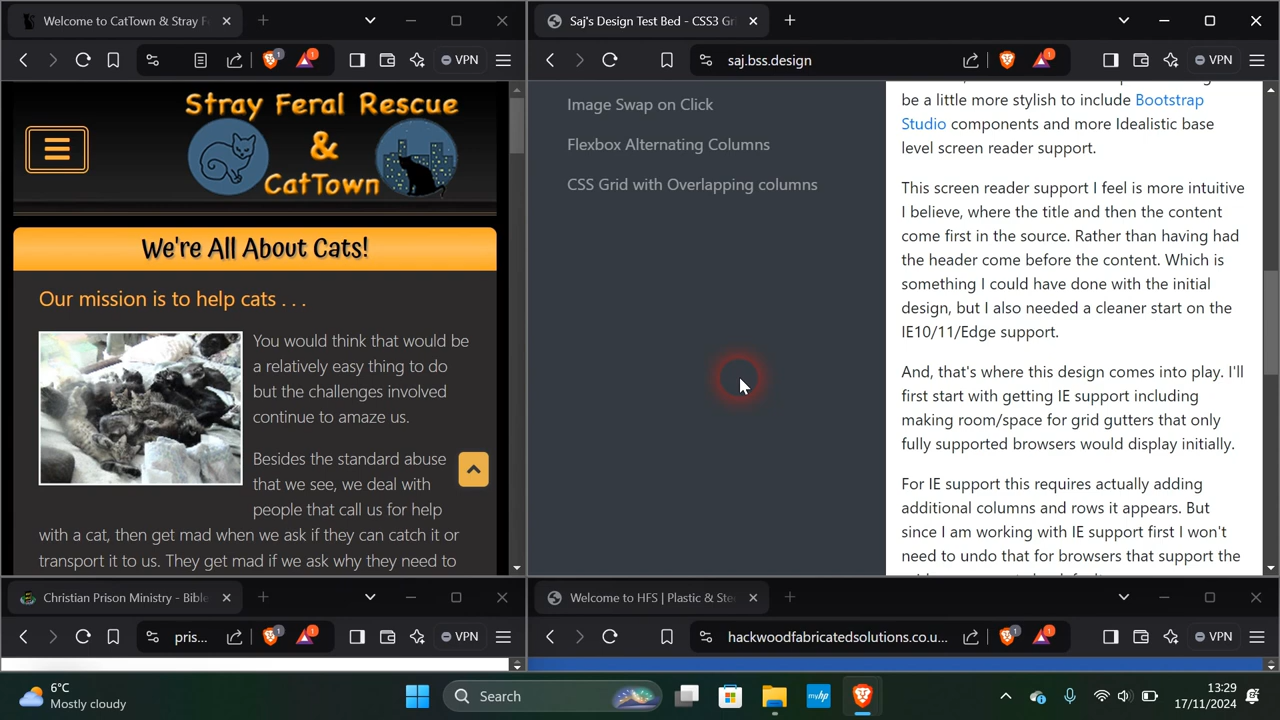 Welcome to CatTown & Stray F
Stray Feral Rescue
&
CatTown
We're All About Cats!
Our mission is to help cats . . .
You would think that would be
a relatively easy thing to do
but the challenges involved
continue to amaze us.
Besides the standard abuse
that we see, we deal with
people that call us for help
with a cat, then get mad when we ask if they can catch it or
transport it to us. They get mad if we ask why they need to
VPN
1
1
Saj's Design Test Bed - CSS3 Gri
saj.bss.design
1
VPN
Image Swap on Click
Flexbox Alternating Columns
CSS Grid with Overlapping columns
be a little more stylish to include Bootstrap
Studio components and more Idealistic base
level screen reader support.
This screen reader support I feel is more intuitive
I believe, where the title and then the content
come first in the source. Rather than having had
the header come before the content. Which is
something I could have done with the initial
design, but I also needed a cleaner start on the
IE10/11/Edge support.
And, that's where this design comes into play. I'll
first start with getting IE support including
making room/space for grid gutters that only
fully supported browsers would display initially.
For IE support this requires actually adding
additional columns and rows it appears. But
since I am working with IE support first I won't
need to undo that for browsers that support the
Christian Prison Ministry - Bible
pris...
1
1
VPN
Welcome to HFS | Plastic & Ste
hackwoodfabricatedsolutions.co.u...
1
1
VPN
6°C
Mostly cloudy
Search
myhp
13:29
17/11/2024